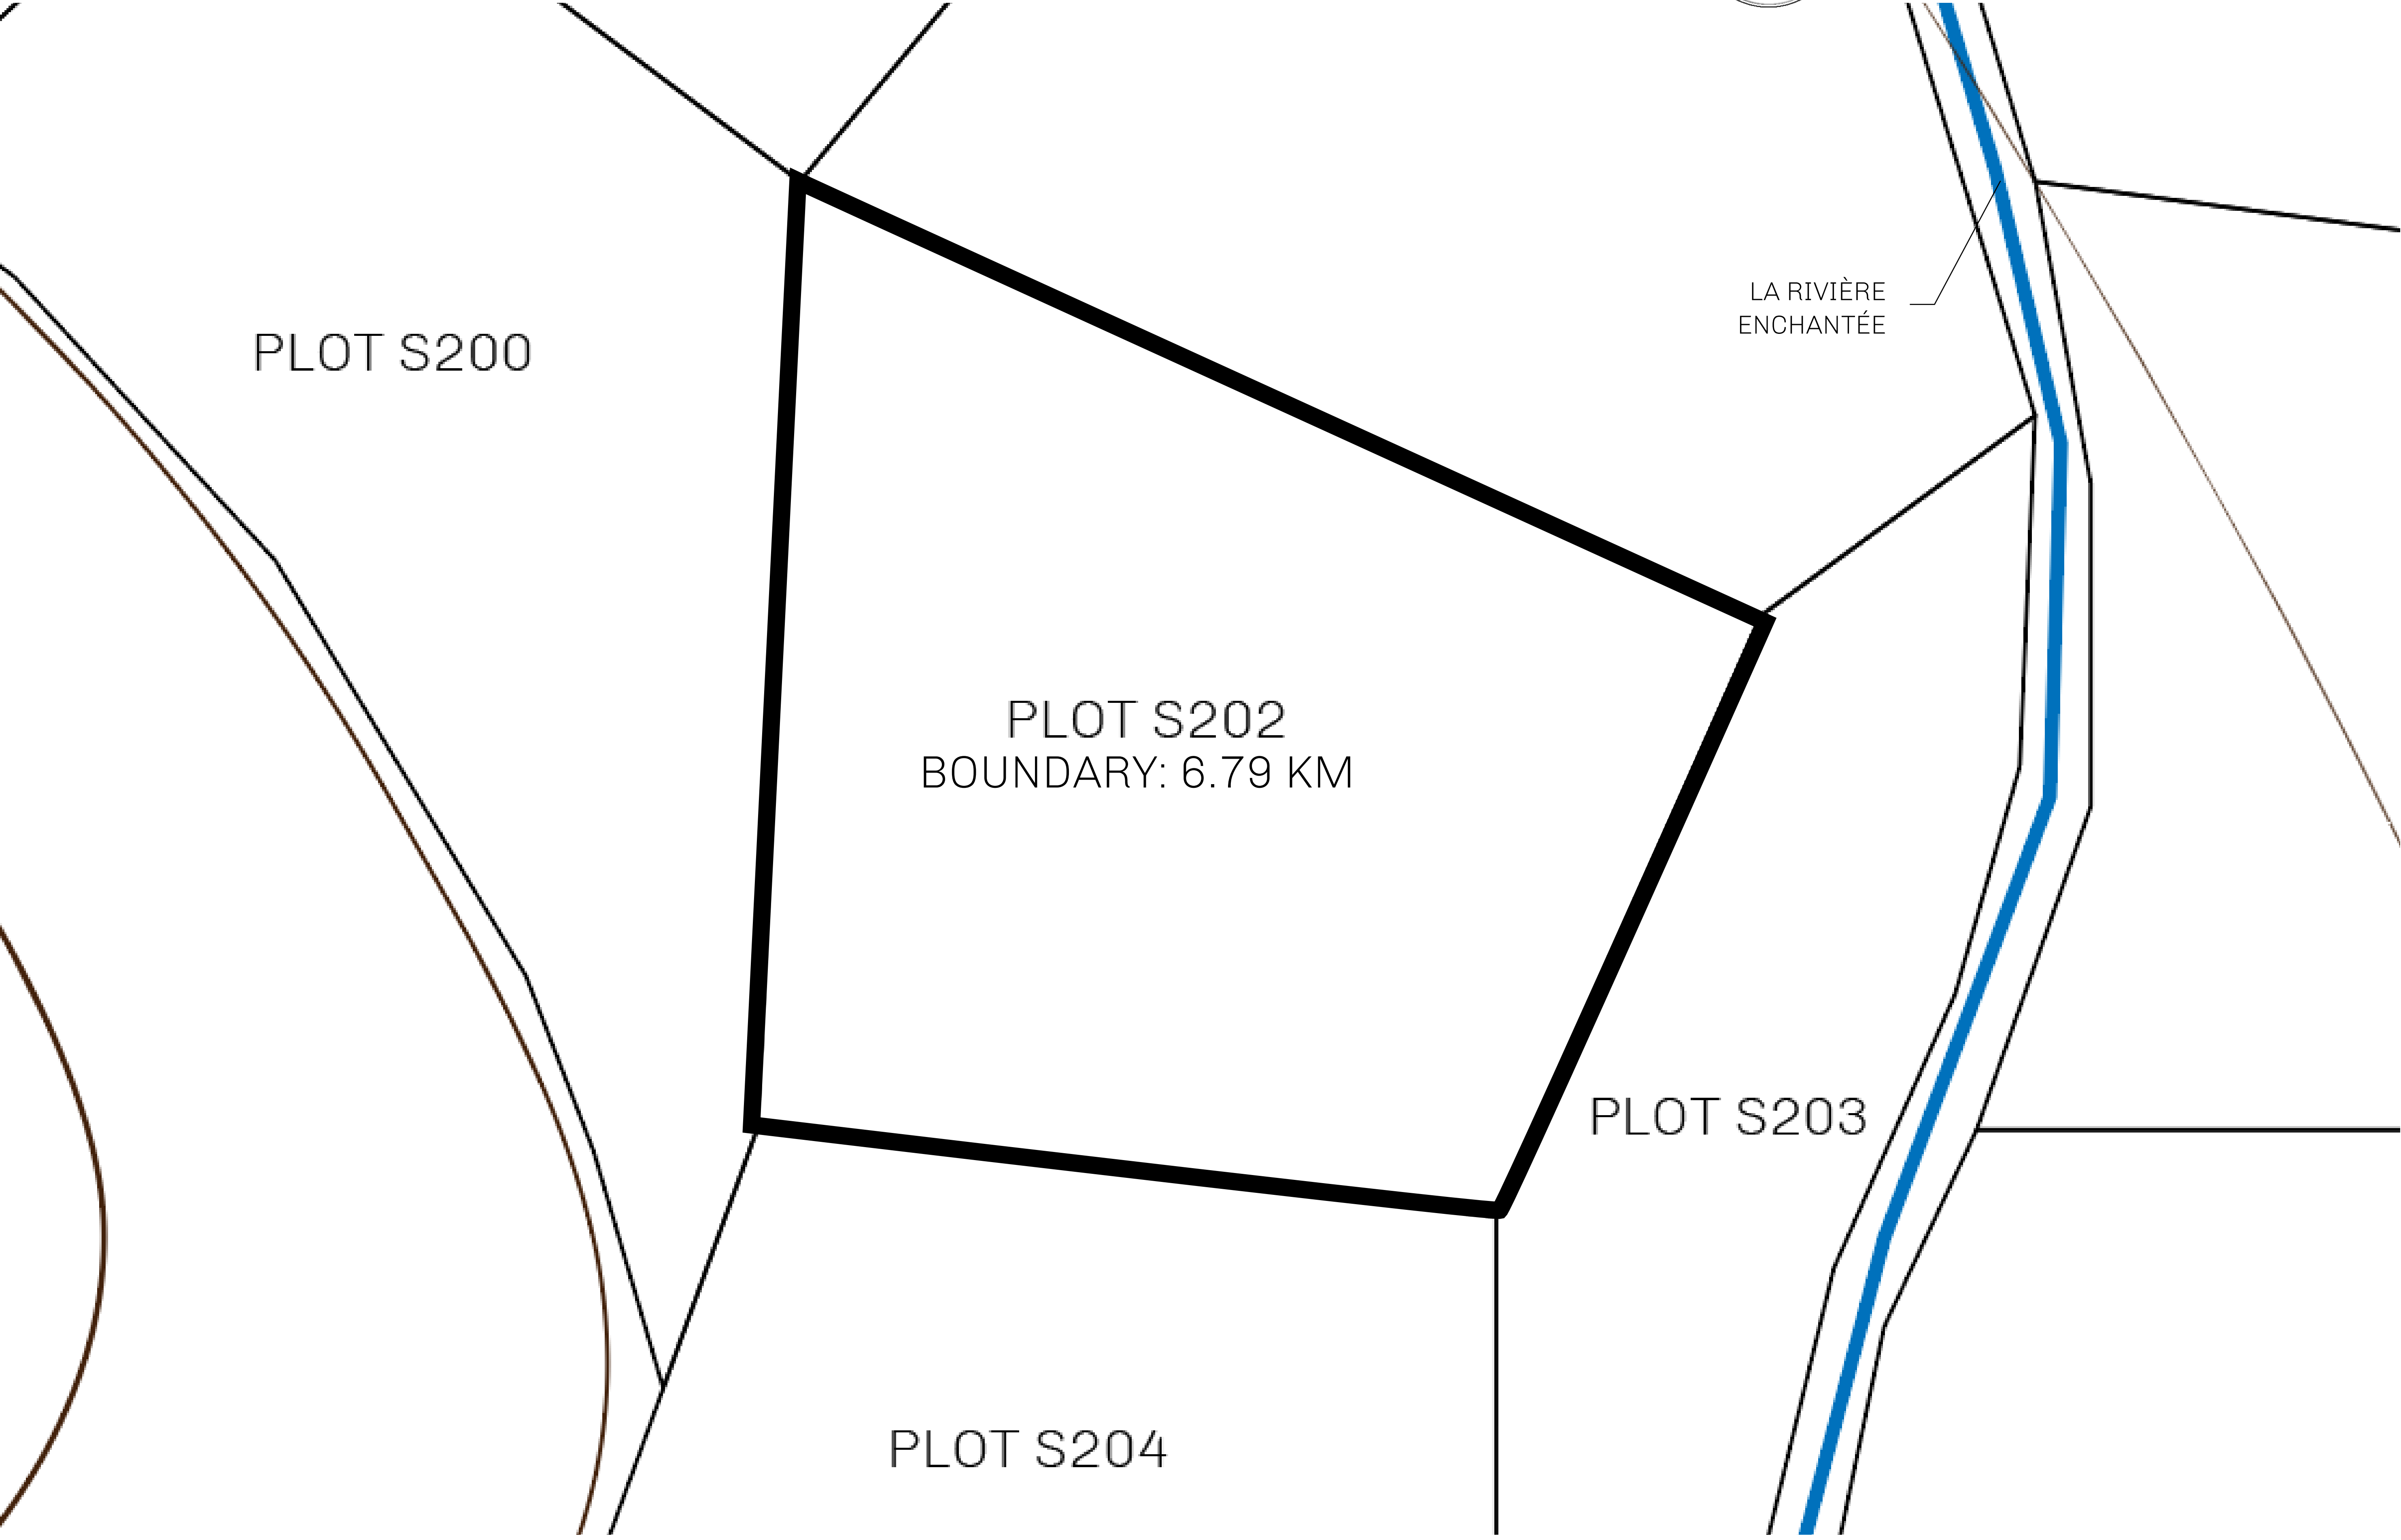 LA RIVIÈRE
ENCHANTÉE
PLOT S200
PLOT S202
BOUNDARY: 6.79 KM
PLOT S203
PLOT S204